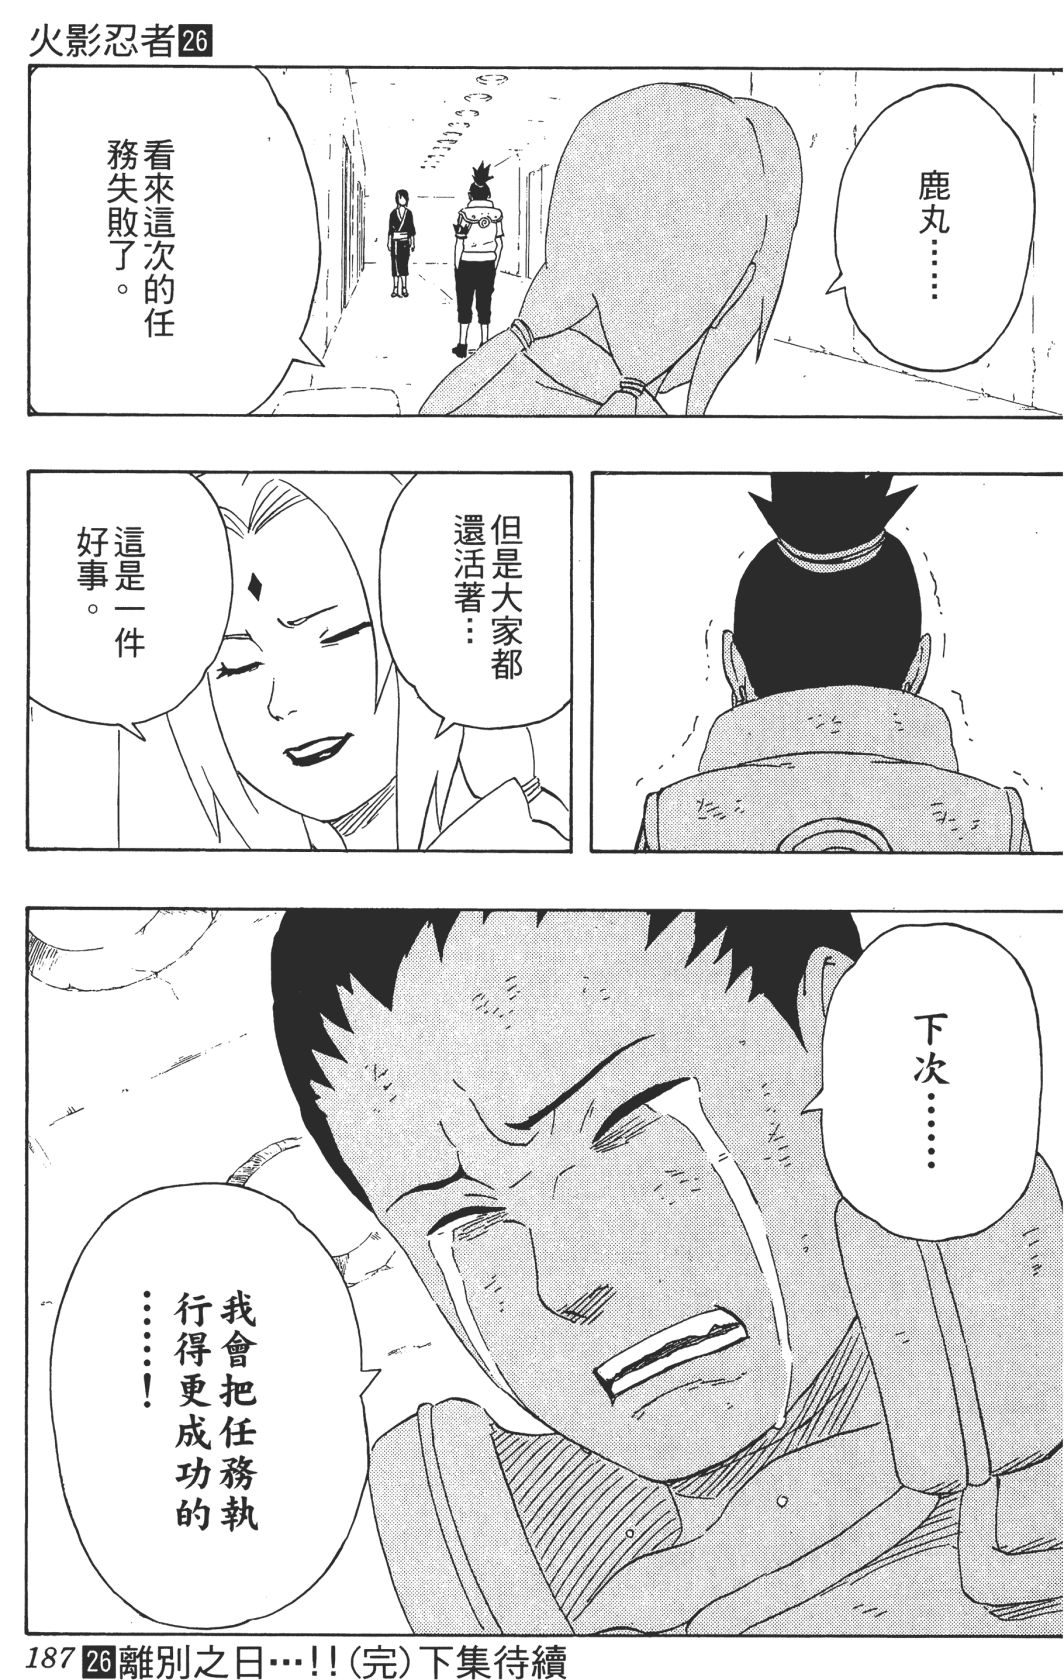 火影忍者26
鹿丸……
看來這次的任
務失敗了。
但是大家都
還活著…
這是一件
好事。
下次……
我會把任務執
行得更成功的
……！
187 26離別之日…!!(完)下集待續